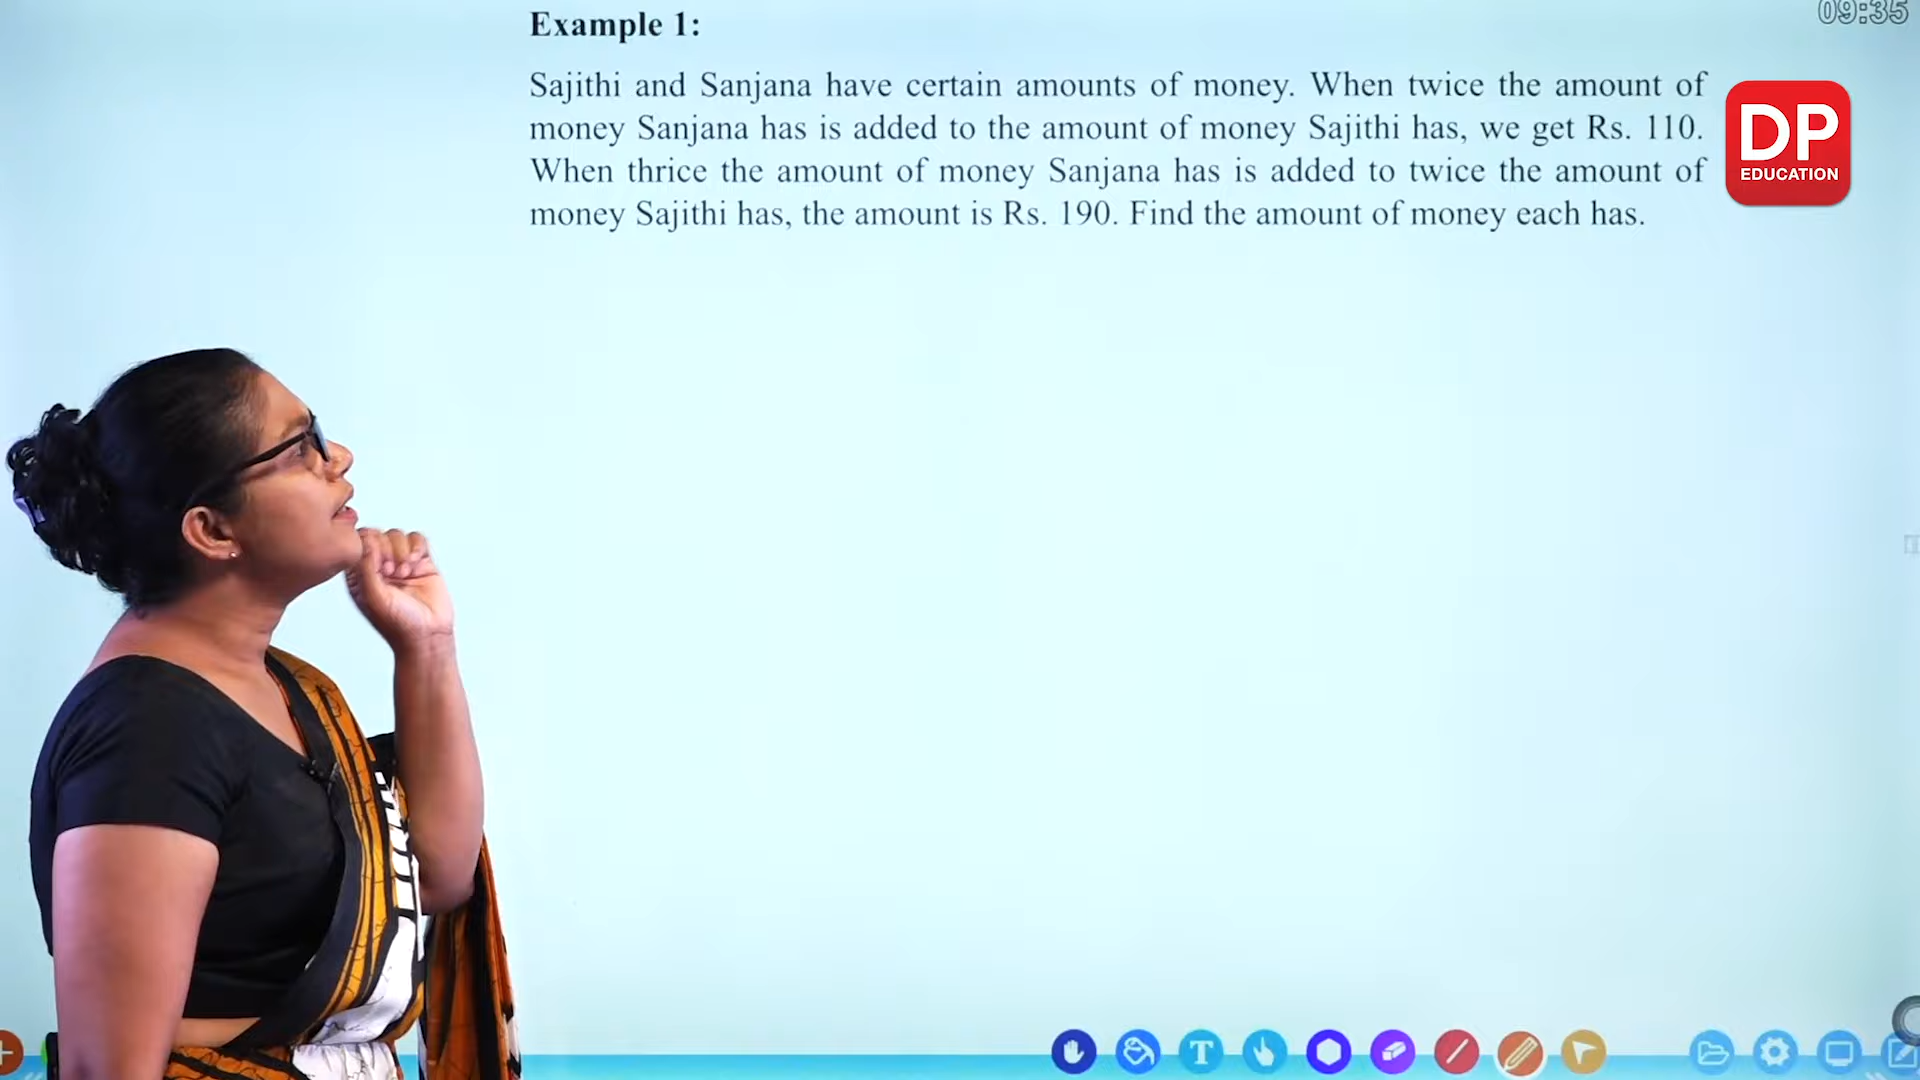 09:35
Example 1:
Sajithi and Sanjana have certain amounts of money. When twice the amount of
money Sanjana has is added to the amount of money Sajithi has, we get Rs. 110.
When thrice the amount of money Sanjana has is added to twice the amount of
money Sajithi has, the amount is Rs. 190. Find the amount of money each has.
DP
EDUCATION
T